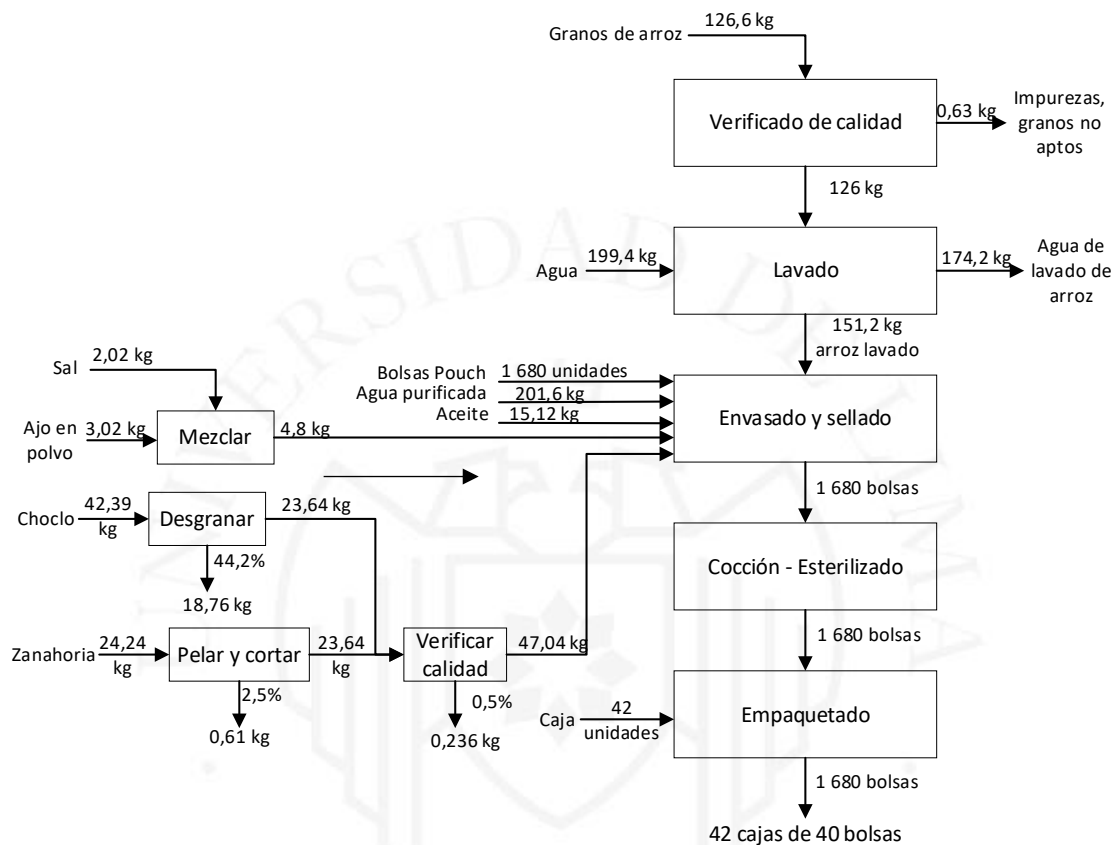 Granos de arroz
126,6 kg
Verificado de calidad
0,63 kg
Impurezas,
granos no
aptos
126 kg
Agua
199,4 kg
Lavado
174,2 kg
Agua de
lavado de
arroz
151,2 kg
arroz lavado
Sal
2,02 kg
Ajo en
polvo
3,02 kg
Mezclar
4,8 kg
Bolsas Pouch
1 680 unidades
Agua purificada
201,6 kg
Aceite
15,12 kg
Envasado y sellado
1 680 bolsas
Choclo
42,39
kg
Desgranar
23,64 kg
44,2%
18,76 kg
Cocción - Esterilizado
1 680 bolsas
Zanahoria
24,24
kg
Pelar y cortar
23,64
kg
2,5%
0,61 kg
Verificar
calidad
47,04 kg
0,5%
0,236 kg
Caja
42
unidades
Empaquetado
1 680 bolsas
42 cajas de 40 bolsas
UNIVERSIDAD DE LIMA